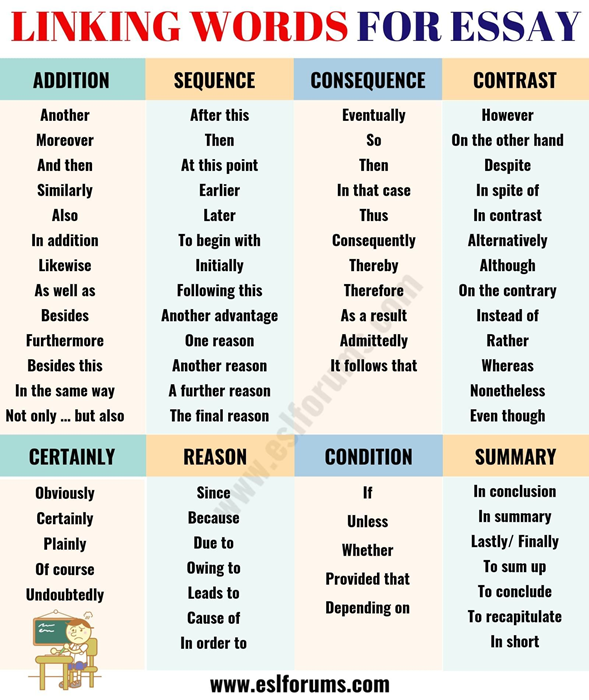 LINKING WORDS FOR ESSAY
ADDITION
Another
Moreover
And then
Similarly
Also
In addition
Likewise
As well as
Besides
Furthermore
Besides this
In the same way
Not only ... but also
SEQUENCE
After this
Then
At this point
Earlier
Later
To begin with
Initially
Following this
Another advantage
One reason
Another reason
A further reason
The final reason
CONSEQUENCE
Eventually
So
Then
In that case
Thus
Consequently
Thereby
Therefore
As a result
Admittedly
It follows that
CONTRAST
However
On the other hand
Despite
In spite of
In contrast
Alternatively
Although
On the contrary
Instead of
Rather
Whereas
Nonetheless
Even though
CERTAINLY
Obviously
Certainly
Plainly
Of course
Undoubtedly
REASON
Since
Because
Due to
Owing to
Leads to
Cause of
In order to
CONDITION
If
Unless
Whether
Provided that
Depending on
SUMMARY
In conclusion
In summary
Lastly/ Finally
To sum up
To conclude
To recapitulate
In short
www.eslforums.com
www.eslforums.com